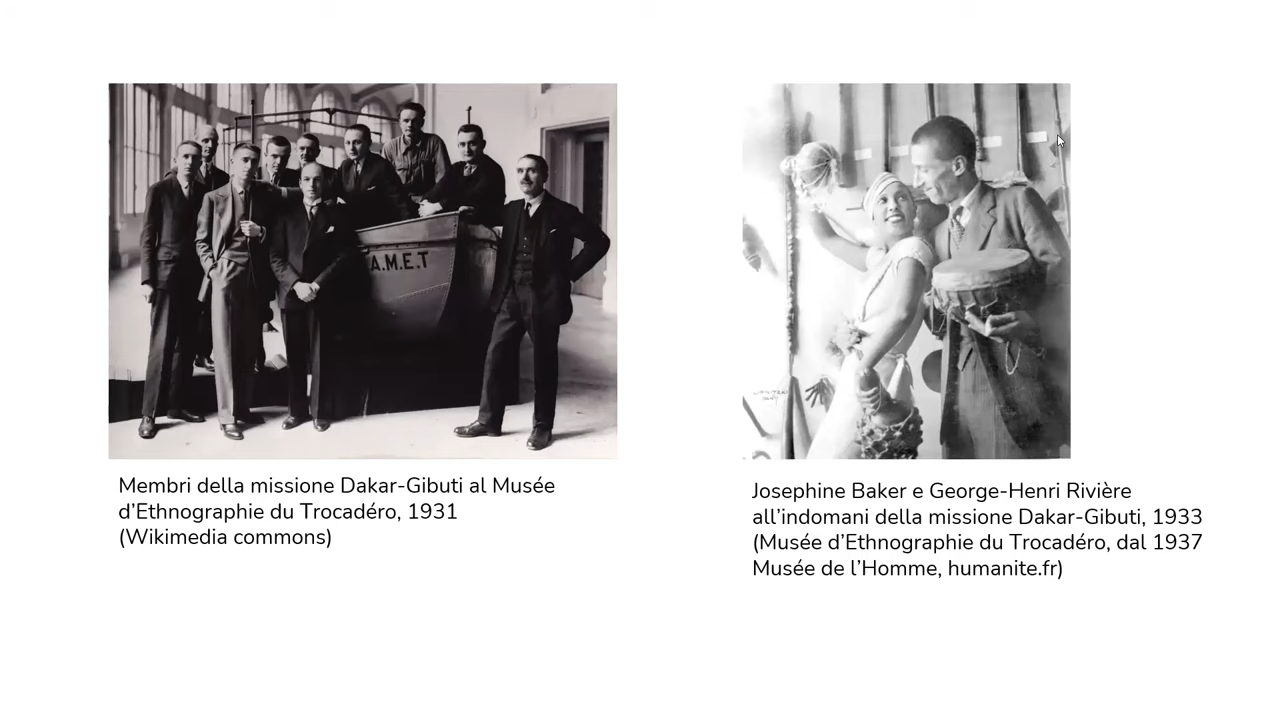 A.M.E.T
Membri della missione Dakar-Gibuti al Musée
d’Ethnographie du Trocadéro, 1931
(Wikimedia commons)
Josephine Baker e George-Henri Rivière
all’indomani della missione Dakar-Gibuti, 1933
(Musée d’Ethnographie du Trocadéro, dal 1937
Musée de l’Homme, humanite.fr)